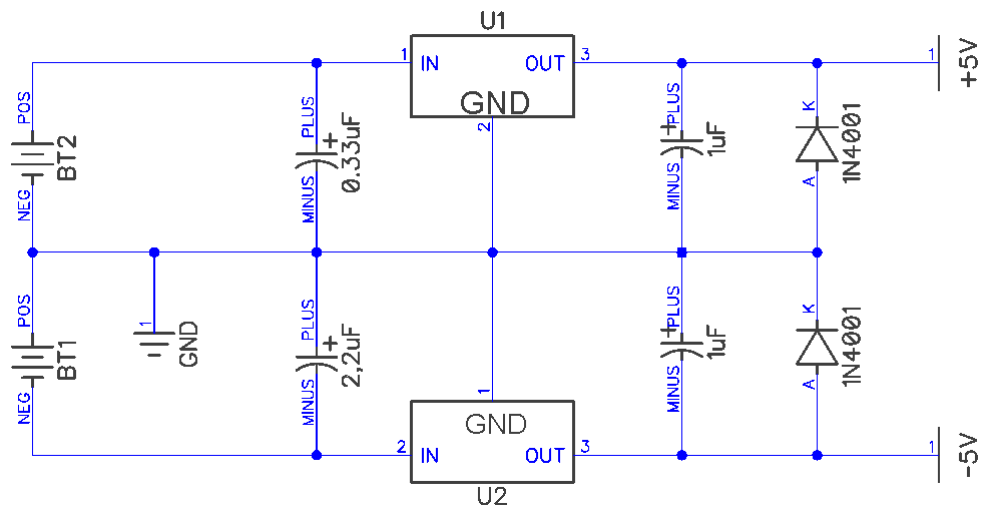 U1
1
IN
OUT
3
GND
2
1
+5V
POS
BT2
NEG
PLUS
0.33uF
MINUS
PLUS
1uF
MINUS
K
1N4001
A
POS
BT1
NEG
1
GND
PLUS
2,2uF
MINUS
1
GND
2
IN
OUT
3
U2
PLUS
1uF
MINUS
K
1N4001
A
1
-5V